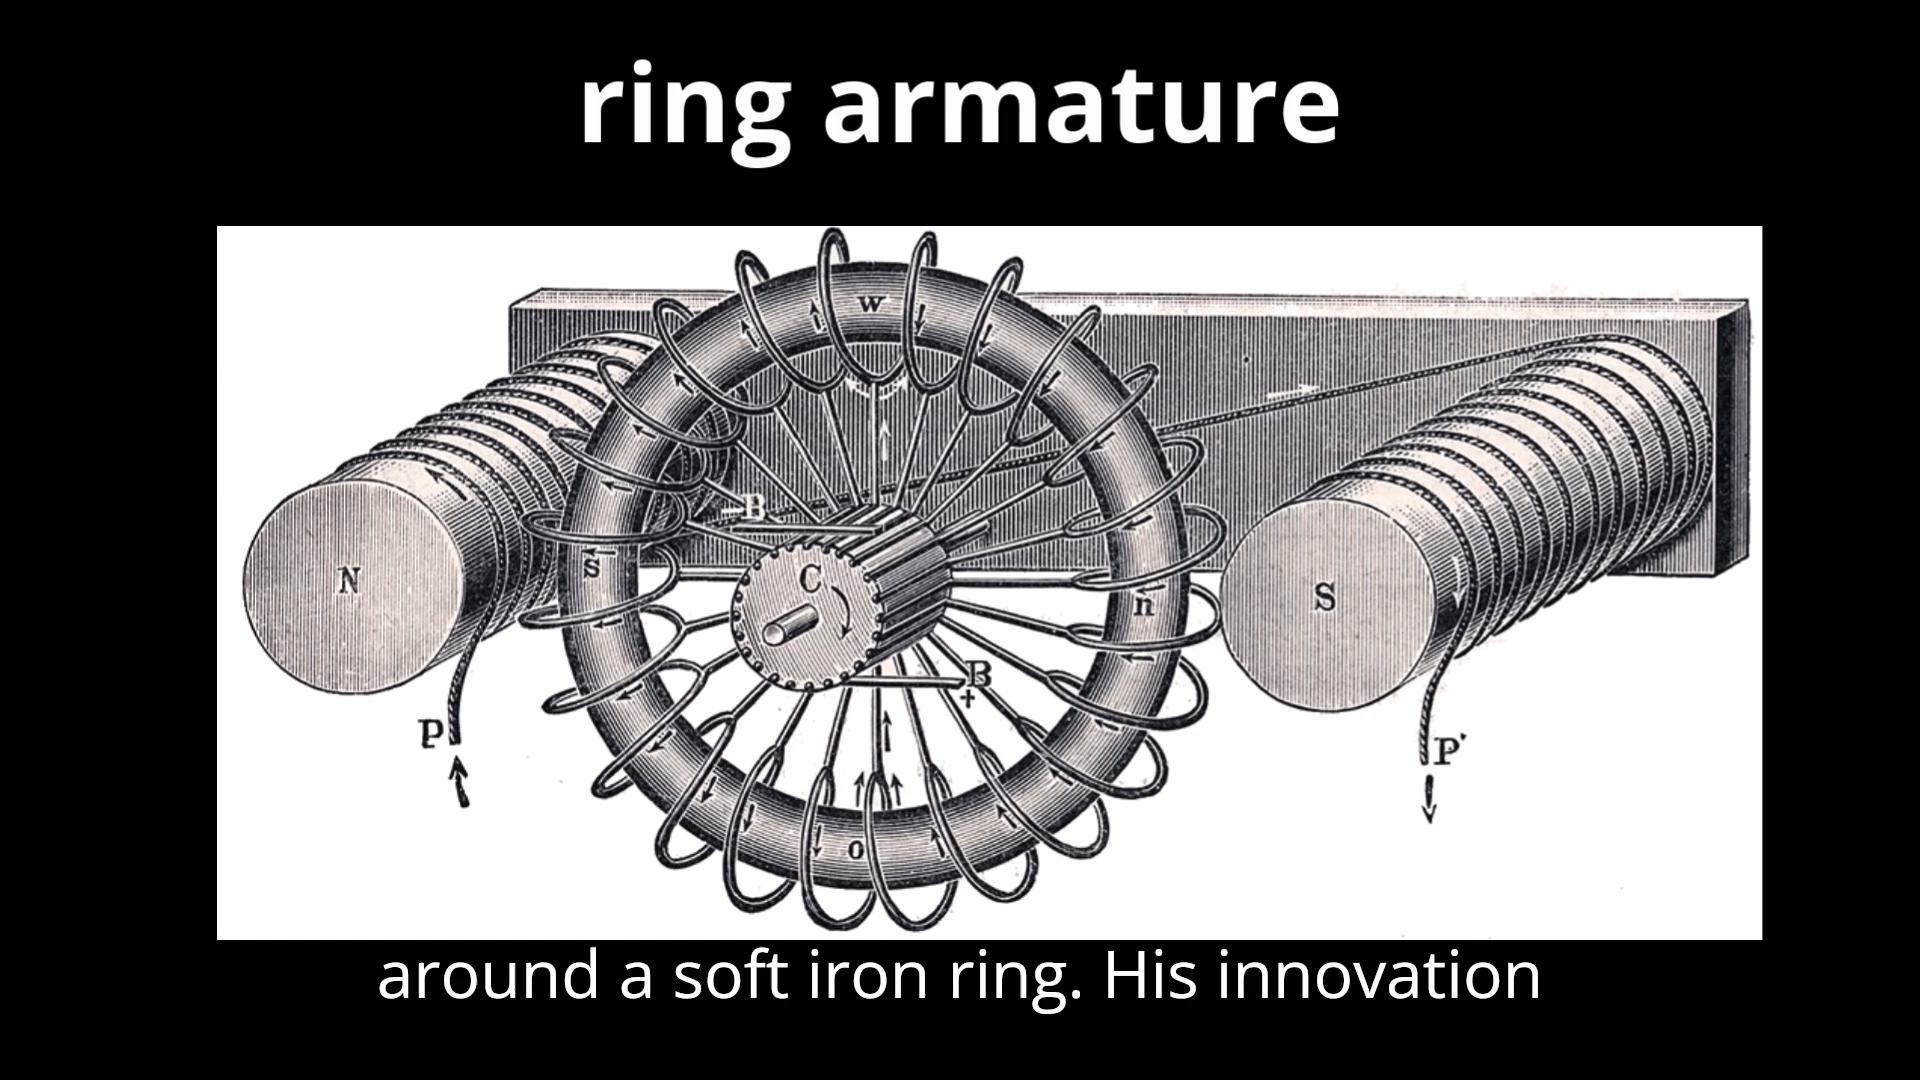 ring armature
w
-B
s
C
N
n
S
B
+
P
P'
o
around a soft iron ring. His innovation